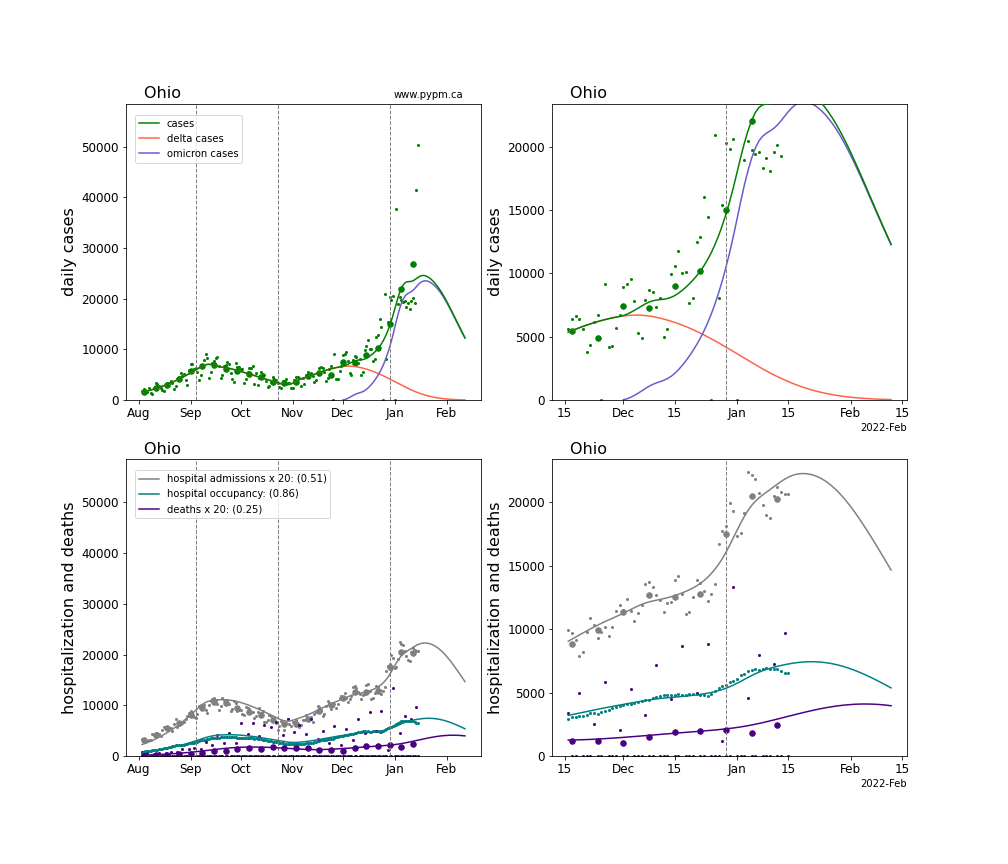 Ohio
www.pypm.ca
cases
delta cases
omicron cases
daily cases
50000
40000
30000
20000
10000
0
Aug
Sep
Oct
Nov
Dec
Jan
Feb
Ohio
daily cases
20000
15000
10000
5000
0
15
Dec
15
Jan
15
Feb
15
2022-Feb
Ohio
hospital admissions x 20: (0.51)
hospital occupancy: (0.86)
deaths x 20: (0.25)
hospitalization and deaths
50000
40000
30000
20000
10000
0
Aug
Sep
Oct
Nov
Dec
Jan
Feb
Ohio
hospitalization and deaths
20000
15000
10000
5000
0
15
Dec
15
Jan
15
Feb
15
2022-Feb